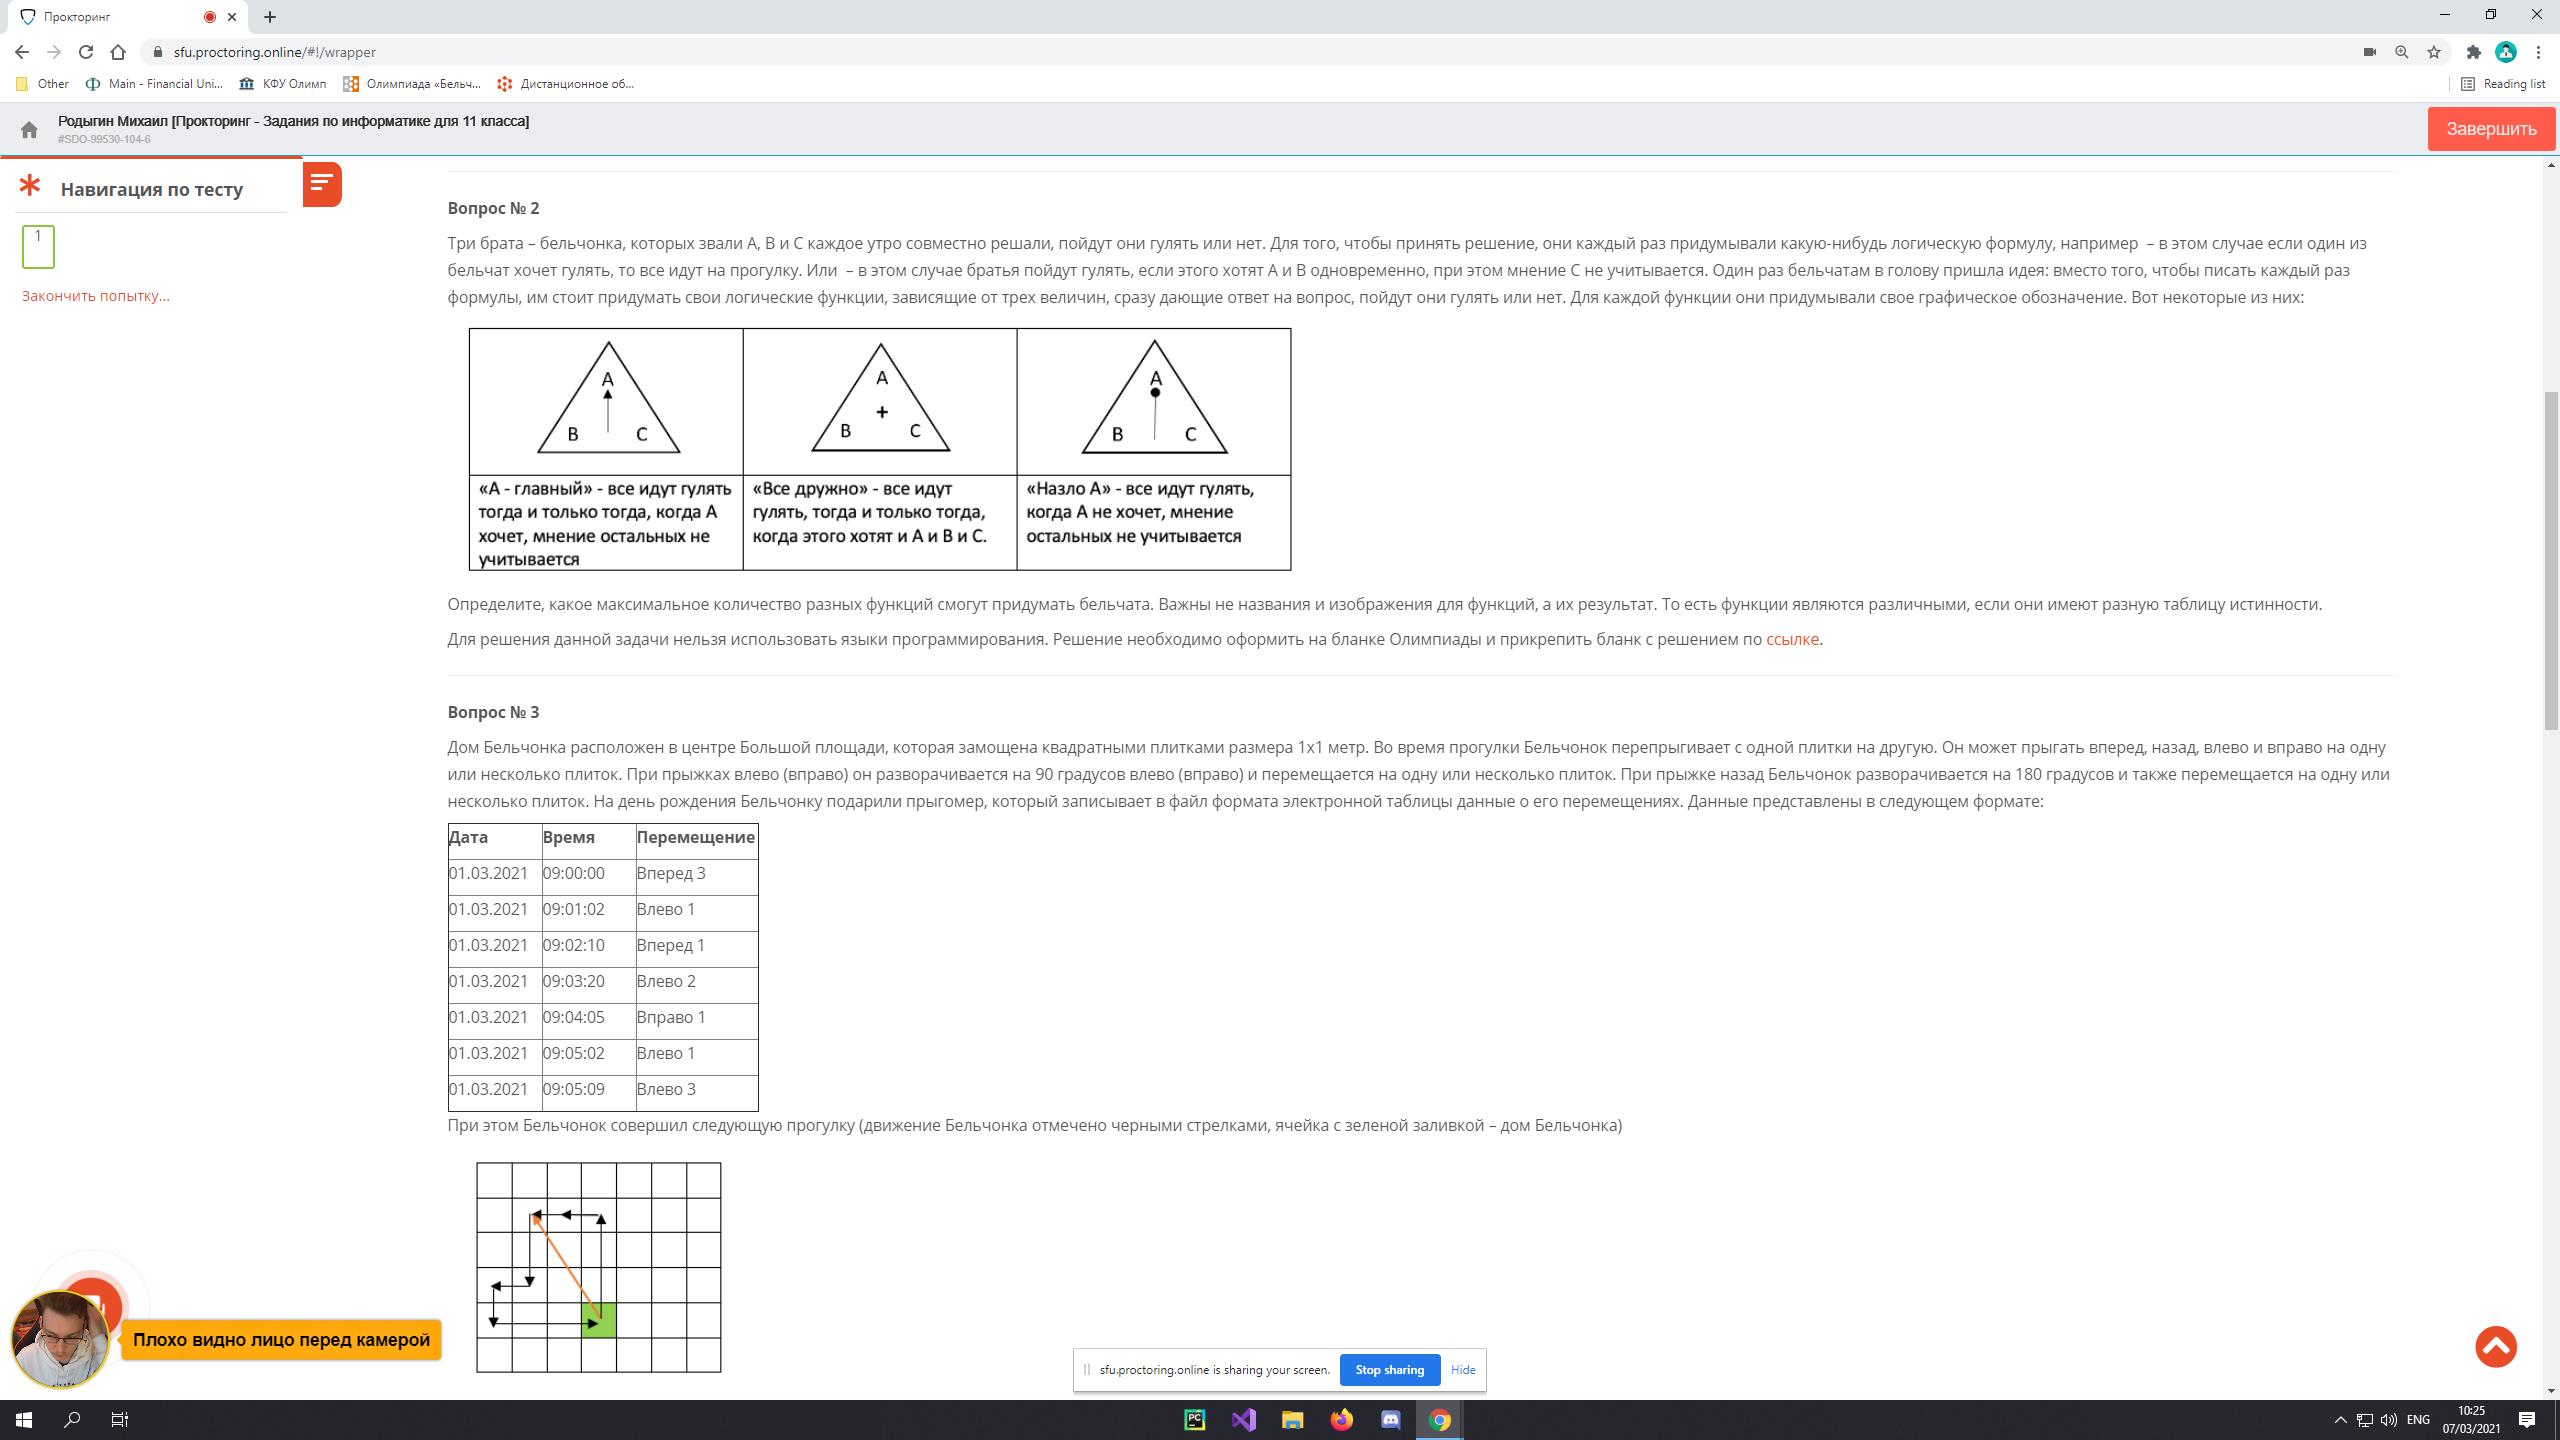 Прокторинг
sfu.proctoring.online/#!/wrapper
Other
Main - Financial Uni...
КФУ Олимп
Олимпиада «Бельч...
Дистанционное об...
Reading list
Родыгин Михаил [Прокторинг - Задания по информатике для 11 класса]
#SDO-99530-104-6
Завершить
Навигация по тесту
1
Закончить попытку...
Вопрос № 2
Три брата – бельчонка, которых звали A, B и C каждое утро совместно решали, пойдут они гулять или нет. Для того, чтобы принять решение, они каждый раз придумывали какую-нибудь логическую формулу, например – в этом случае если один из
бельчат хочет гулять, то все идут на прогулку. Или – в этом случае братья пойдут гулять, если этого хотят A и B одновременно, при этом мнение C не учитывается. Один раз бельчатам в голову пришла идея: вместо того, чтобы писать каждый раз
формулы, им стоит придумать свои логические функции, зависящие от трех величин, сразу дающие ответ на вопрос, пойдут они гулять или нет. Для каждой функции они придумывали свое графическое обозначение. Вот некоторые из них:
A
B C
A
+
B C
A
B C
«А - главный» - все идут гулять
тогда и только тогда, когда А
хочет, мнение остальных не
учитывается
«Все дружно» - все идут
гулять, тогда и только тогда,
когда этого хотят и А и В и С.
«Назло А» - все идут гулять,
когда А не хочет, мнение
остальных не учитывается
Определите, какое максимальное количество разных функций смогут придумать бельчата. Важны не названия и изображения для функций, а их результат. То есть функции являются различными, если они имеют разную таблицу истинности.
Для решения данной задачи нельзя использовать языки программирования. Решение необходимо оформить на бланке Олимпиады и прикрепить бланк с решением по ссылке.
Вопрос № 3
Дом Бельчонка расположен в центре Большой площади, которая замощена квадратными плитками размера 1х1 метр. Во время прогулки Бельчонок перепрыгивает с одной плитки на другую. Он может прыгать вперед, назад, влево и вправо на одну
или несколько плиток. При прыжках влево (вправо) он разворачивается на 90 градусов влево (вправо) и перемещается на одну или несколько плиток. При прыжке назад Бельчонок разворачивается на 180 градусов и также перемещается на одну или
несколько плиток. На день рождения Бельчонку подарили прыгомер, который записывает в файл формата электронной таблицы данные о его перемещениях. Данные представлены в следующем формате:
Дата Время Перемещение
01.03.2021 09:00:00 Вперед 3
01.03.2021 09:01:02 Влево 1
01.03.2021 09:02:10 Вперед 1
01.03.2021 09:03:20 Влево 2
01.03.2021 09:04:05 Вправо 1
01.03.2021 09:05:02 Влево 1
01.03.2021 09:05:09 Влево 3
При этом Бельчонок совершил следующую прогулку (движение Бельчонка отмечено черными стрелками, ячейка с зеленой заливкой – дом Бельчонка)
Плохо видно лицо перед камерой
sfu.proctoring.online is sharing your screen.
Stop sharing
Hide
PC
ENG
10:25
07/03/2021